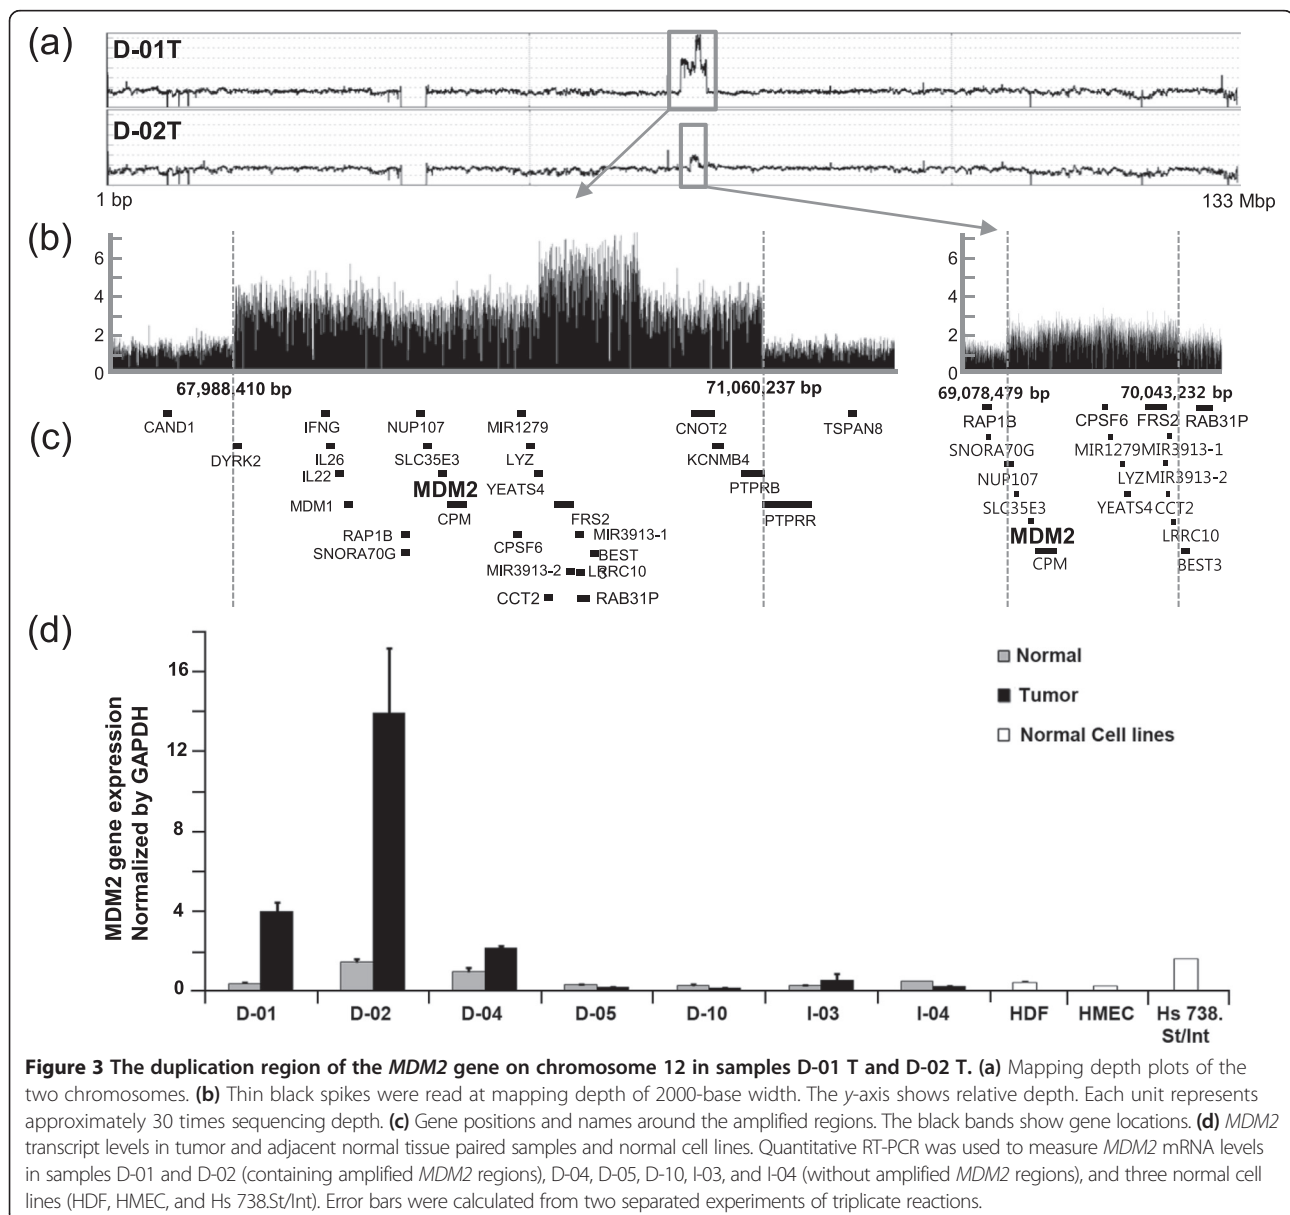 (a)
D-01T
D-02T
1 bp
133 Mbp
(b)
6
4
2
0
6
4
2
0
67,988,410 bp
71,060,237 bp
69,078,479 bp
70,043,232 bp
(c)
CAND1
IFNG
NUP107
MIR1279
CNOT2
TSPAN8
DYRK2
IL26
SLC35E3
LYZ
KCNMB4
IL22
MDM2
YEATS4
PTPRB
MDM1
CPM
FRS2
PTPRR
RAP1B
CPSF6
MIR3913-1
SNORA70G
BEST
3
MIR3913-2
LRRC10
CCT2
RAB31P
RAP1B
CPSF6
FRS2
RAB31P
SNORA70G
MIR1279
MIR3913-1
NUP107
LYZ
MIR3913-2
SLC35E3
YEATS4
CCT2
MDM2
LRRC10
CPM
BEST3
(d)
MDM2 gene expression
Normalized by GAPDH
16
12
8
4
0
Normal
Tumor
Normal Cell lines
D-01
D-02
D-04
D-05
D-10
I-03
I-04
HDF
HMEC
Hs 738.
St/Int
Figure 3 The duplication region of the MDM2 gene on chromosome 12 in samples D-01 T and D-02 T. (a) Mapping depth plots of the
two chromosomes. (b) Thin black spikes were read at mapping depth of 2000-base width. The y-axis shows relative depth. Each unit represents
approximately 30 times sequencing depth. (c) Gene positions and names around the amplified regions. The black bands show gene locations. (d) MDM2
transcript levels in tumor and adjacent normal tissue paired samples and normal cell lines. Quantitative RT-PCR was used to measure MDM2 mRNA levels
in samples D-01 and D-02 (containing amplified MDM2 regions), D-04, D-05, D-10, I-03, and I-04 (without amplified MDM2 regions), and three normal cell
lines (HDF, HMEC, and Hs 738.St/Int). Error bars were calculated from two separated experiments of triplicate reactions.